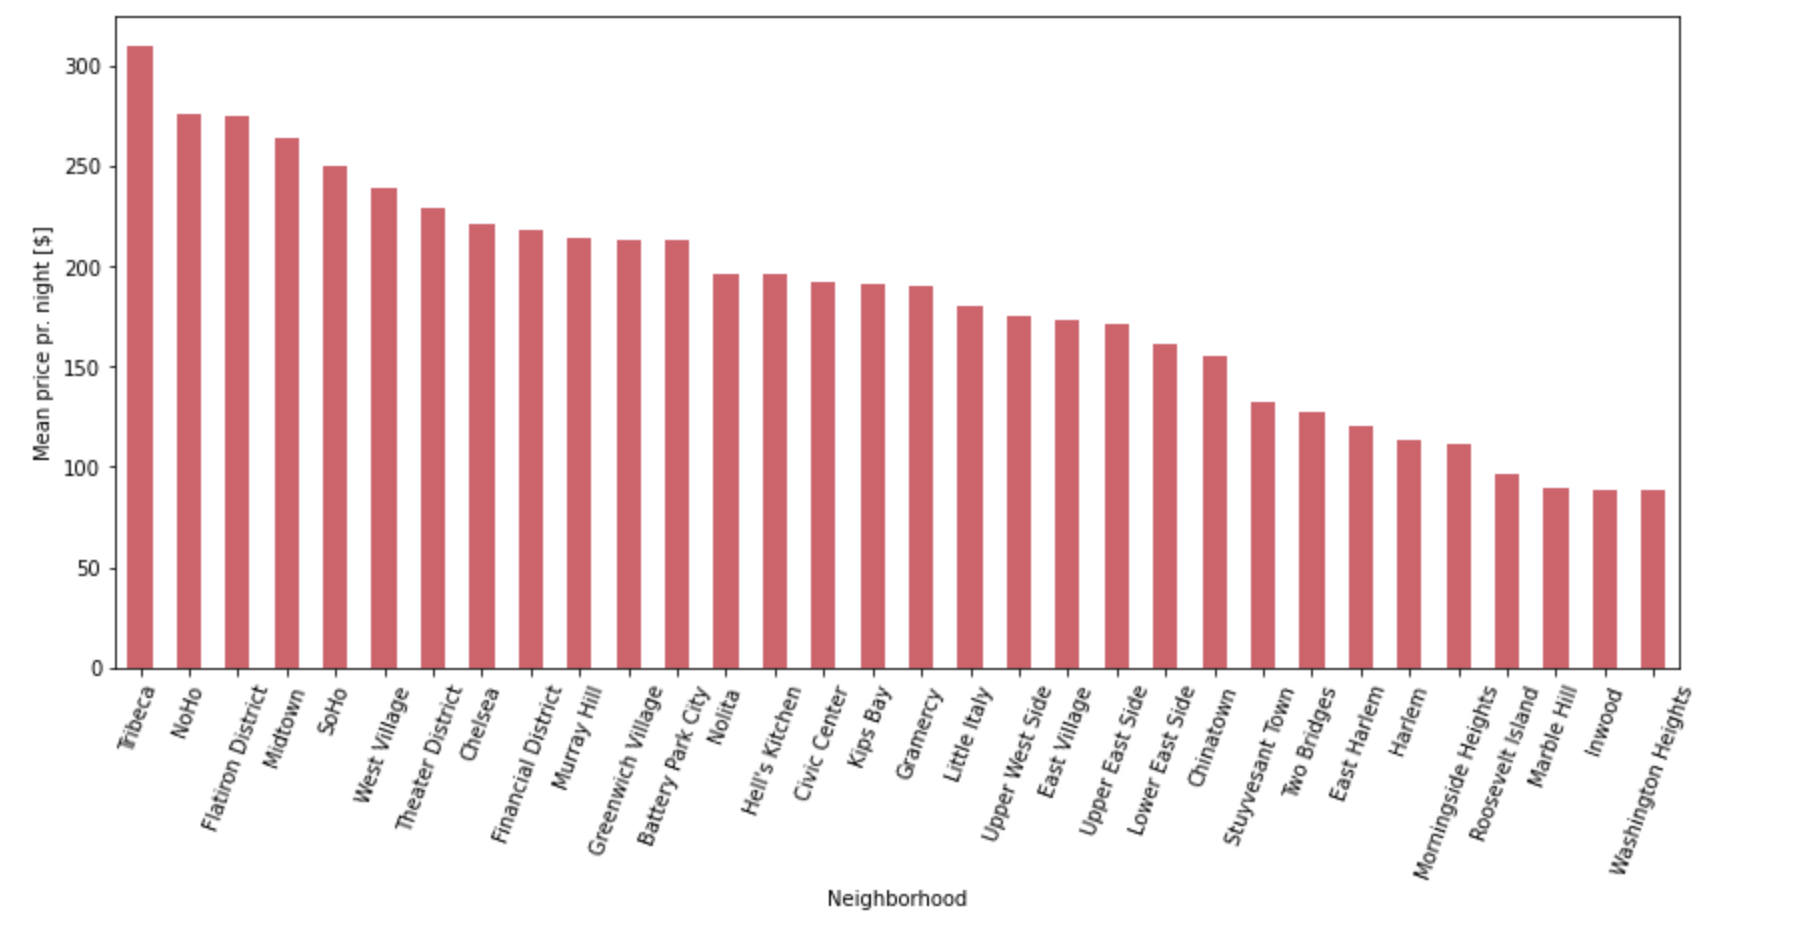 Mean price pr. night [$]
300
250
200
150
100
50
0
Tribeca
NoHo
Flatiron District
Midtown
SoHo
West Village
Theater District
Chelsea
Financial District
Murray Hill
Greenwich Village
Battery Park City
Nolita
Hell's Kitchen
Civic Center
Kips Bay
Gramercy
Little Italy
Upper West Side
East Village
Upper East Side
Lower East Side
Chinatown
Stuyvesant Town
Two Bridges
East Harlem
Harlem
Morningside Heights
Roosevelt Island
Marble Hill
Inwood
Washington Heights
Neighborhood